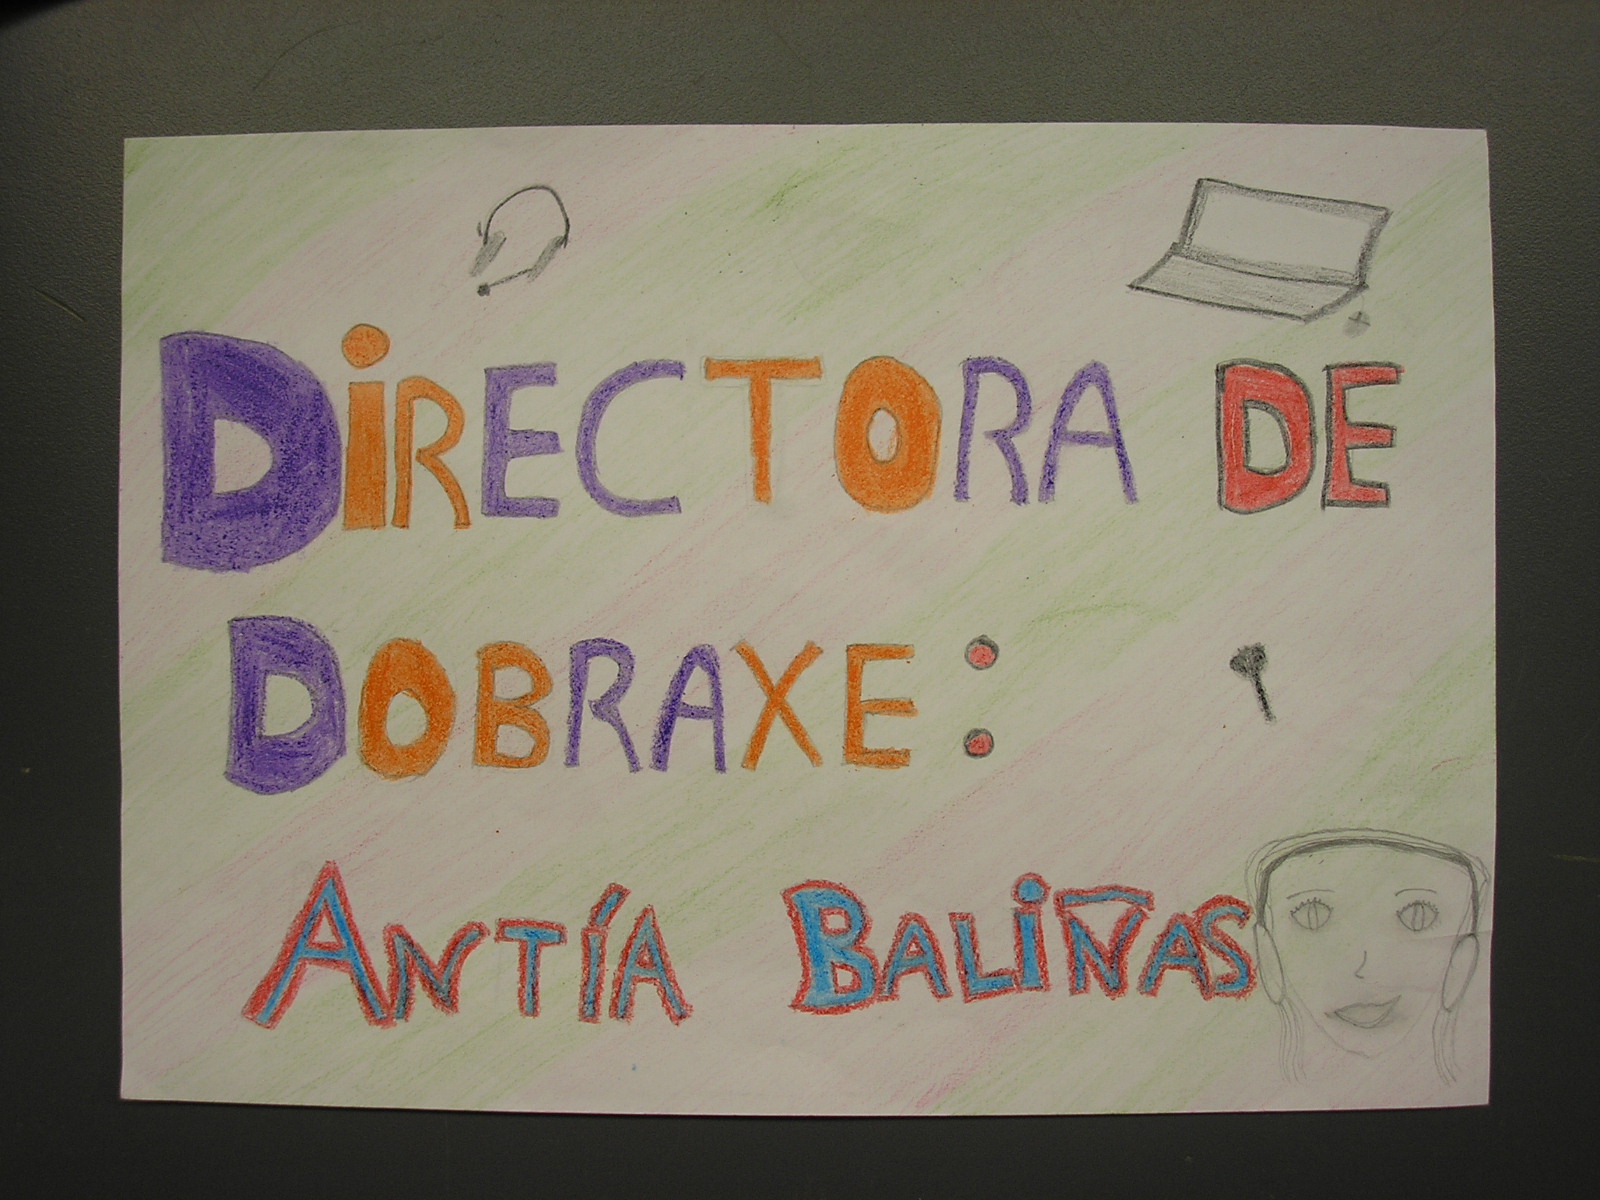 DiRECTORA DE
DOBRAXE:
ANTÍA BALiÑAS